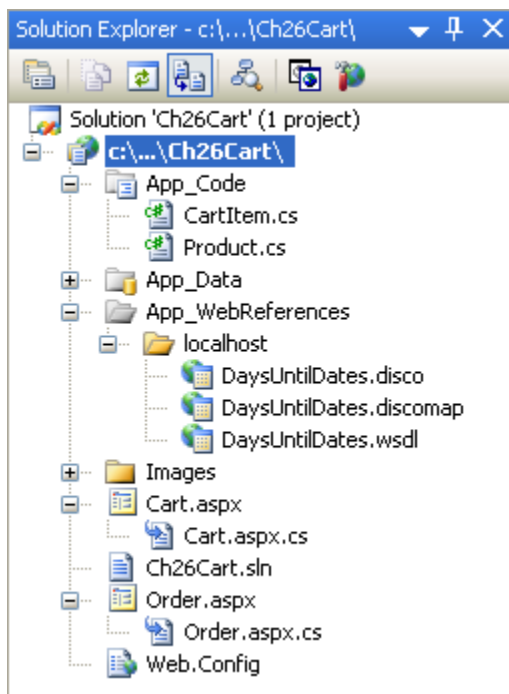 Solution Explorer - c:\...\Ch26Cart\
Solution 'Ch26Cart' (1 project)
c:\...\Ch26Cart\
App_Code
CartItem.cs
Product.cs
App_Data
App_WebReferences
localhost
DaysUntilDates.disco
DaysUntilDates.discomap
DaysUntilDates.wsdl
Images
Cart.aspx
Cart.aspx.cs
Ch26Cart.sln
Order.aspx
Order.aspx.cs
Web.Config